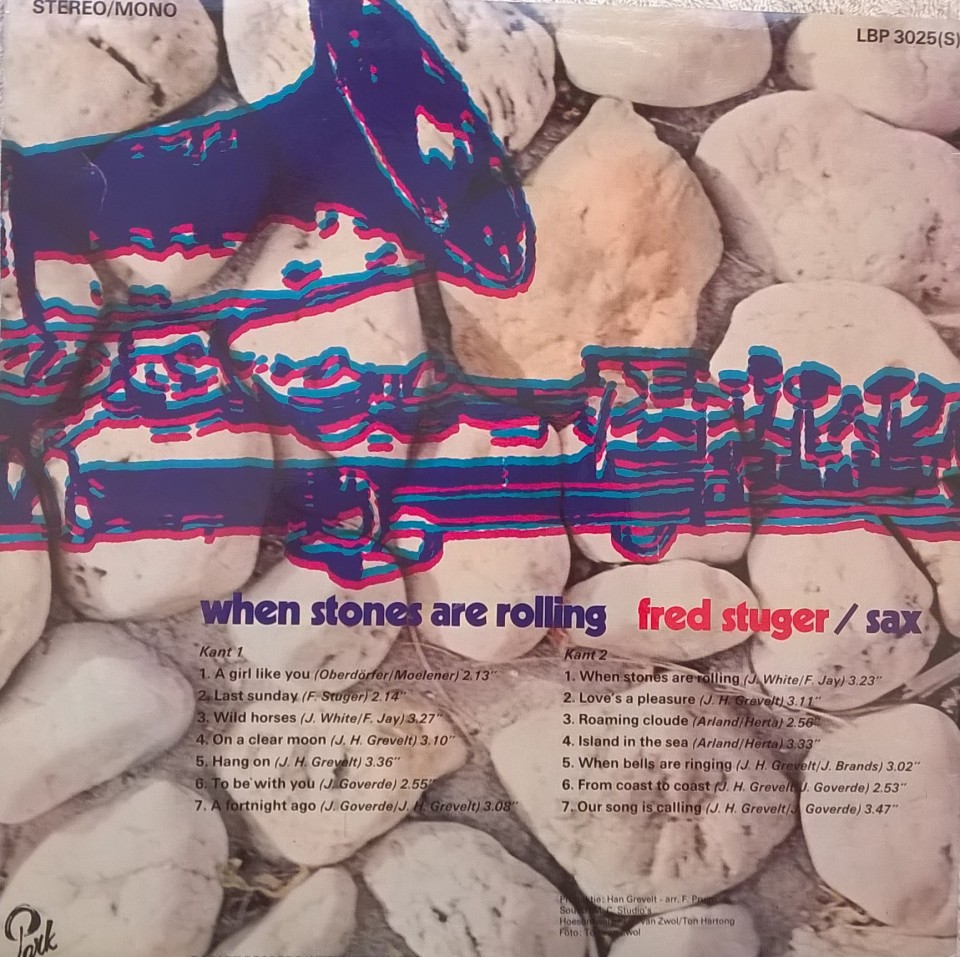 STEREO/MONO
LBP 3025(S)
when stones are rolling fred stuger / sax
Kant 1
1. A girl like you (Oberdörfer/Moelener) 2.13"
2. Last sunday (F. Stuger) 2.14"
3. Wild horses (J. White/F. Jay) 3.27"
4. On a clear moon (J. H. Grevelt) 3.10"
5. Hang on (J. H. Grevelt) 3.36"
6. To be with you (J. Goverde) 2.55"
7. A fortnight ago (J. Goverde/J. H. Grevelt) 3.08"
Kant 2
1. When stones are rolling (J. White/F. Jay) 3.23"
2. Love's a pleasure (J. H. Grevelt) 3.11"
3. Roaming cloude (Arland/Herta) 2.56"
4. Island in the sea (Arland/Herta) 3.33"
5. When bells are ringing (J. H. Grevelt/J. Brands) 3.02"
6. From coast to coast (J. H. Grevelt/J. Goverde) 2.53"
7. Our song is calling (J. H. Grevelt/J. Goverde) 3.47"
Han Grevelt - arr. F.
Studio's
van Zwol/Ton Hartong
Foto: Zwol
Park